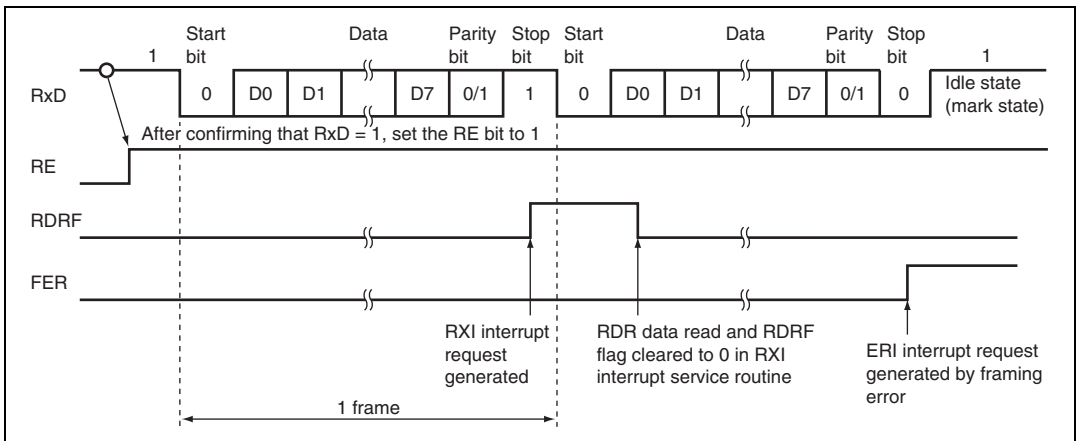 Start bit
Data
Parity bit
Stop bit
Start bit
Data
Parity bit
Stop bit
1
1
RxD
0
D0
D1
D7
0/1
1
0
D0
D1
D7
0/1
0
Idle state
(mark state)
After confirming that RxD = 1, set the RE bit to 1
RE
RDRF
FER
RXI interrupt
request
generated
RDR data read and RDRF
flag cleared to 0 in RXI
interrupt service routine
ERI interrupt request
generated by framing
error
1 frame